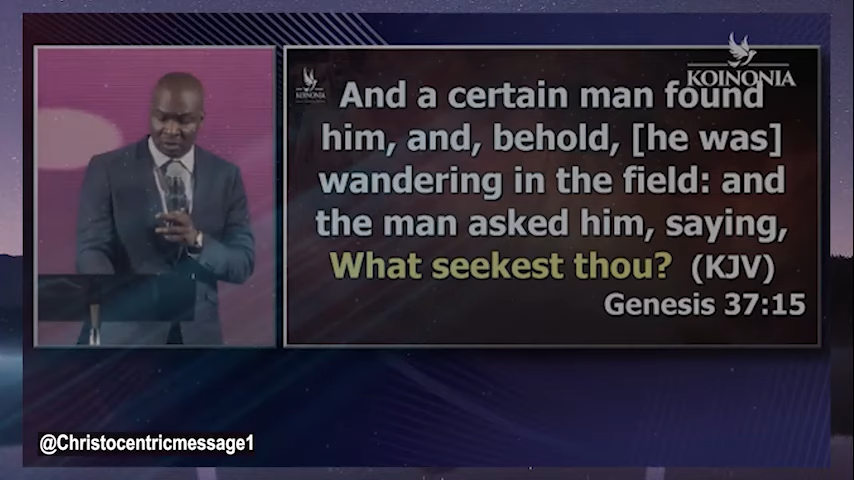 KOINONIA
KOINONIA
And a certain man found
him, and, behold, [he was]
wandering in the field: and
the man asked him, saying,
What seekest thou? (KJV)
Genesis 37:15
@Christocentricmessage1